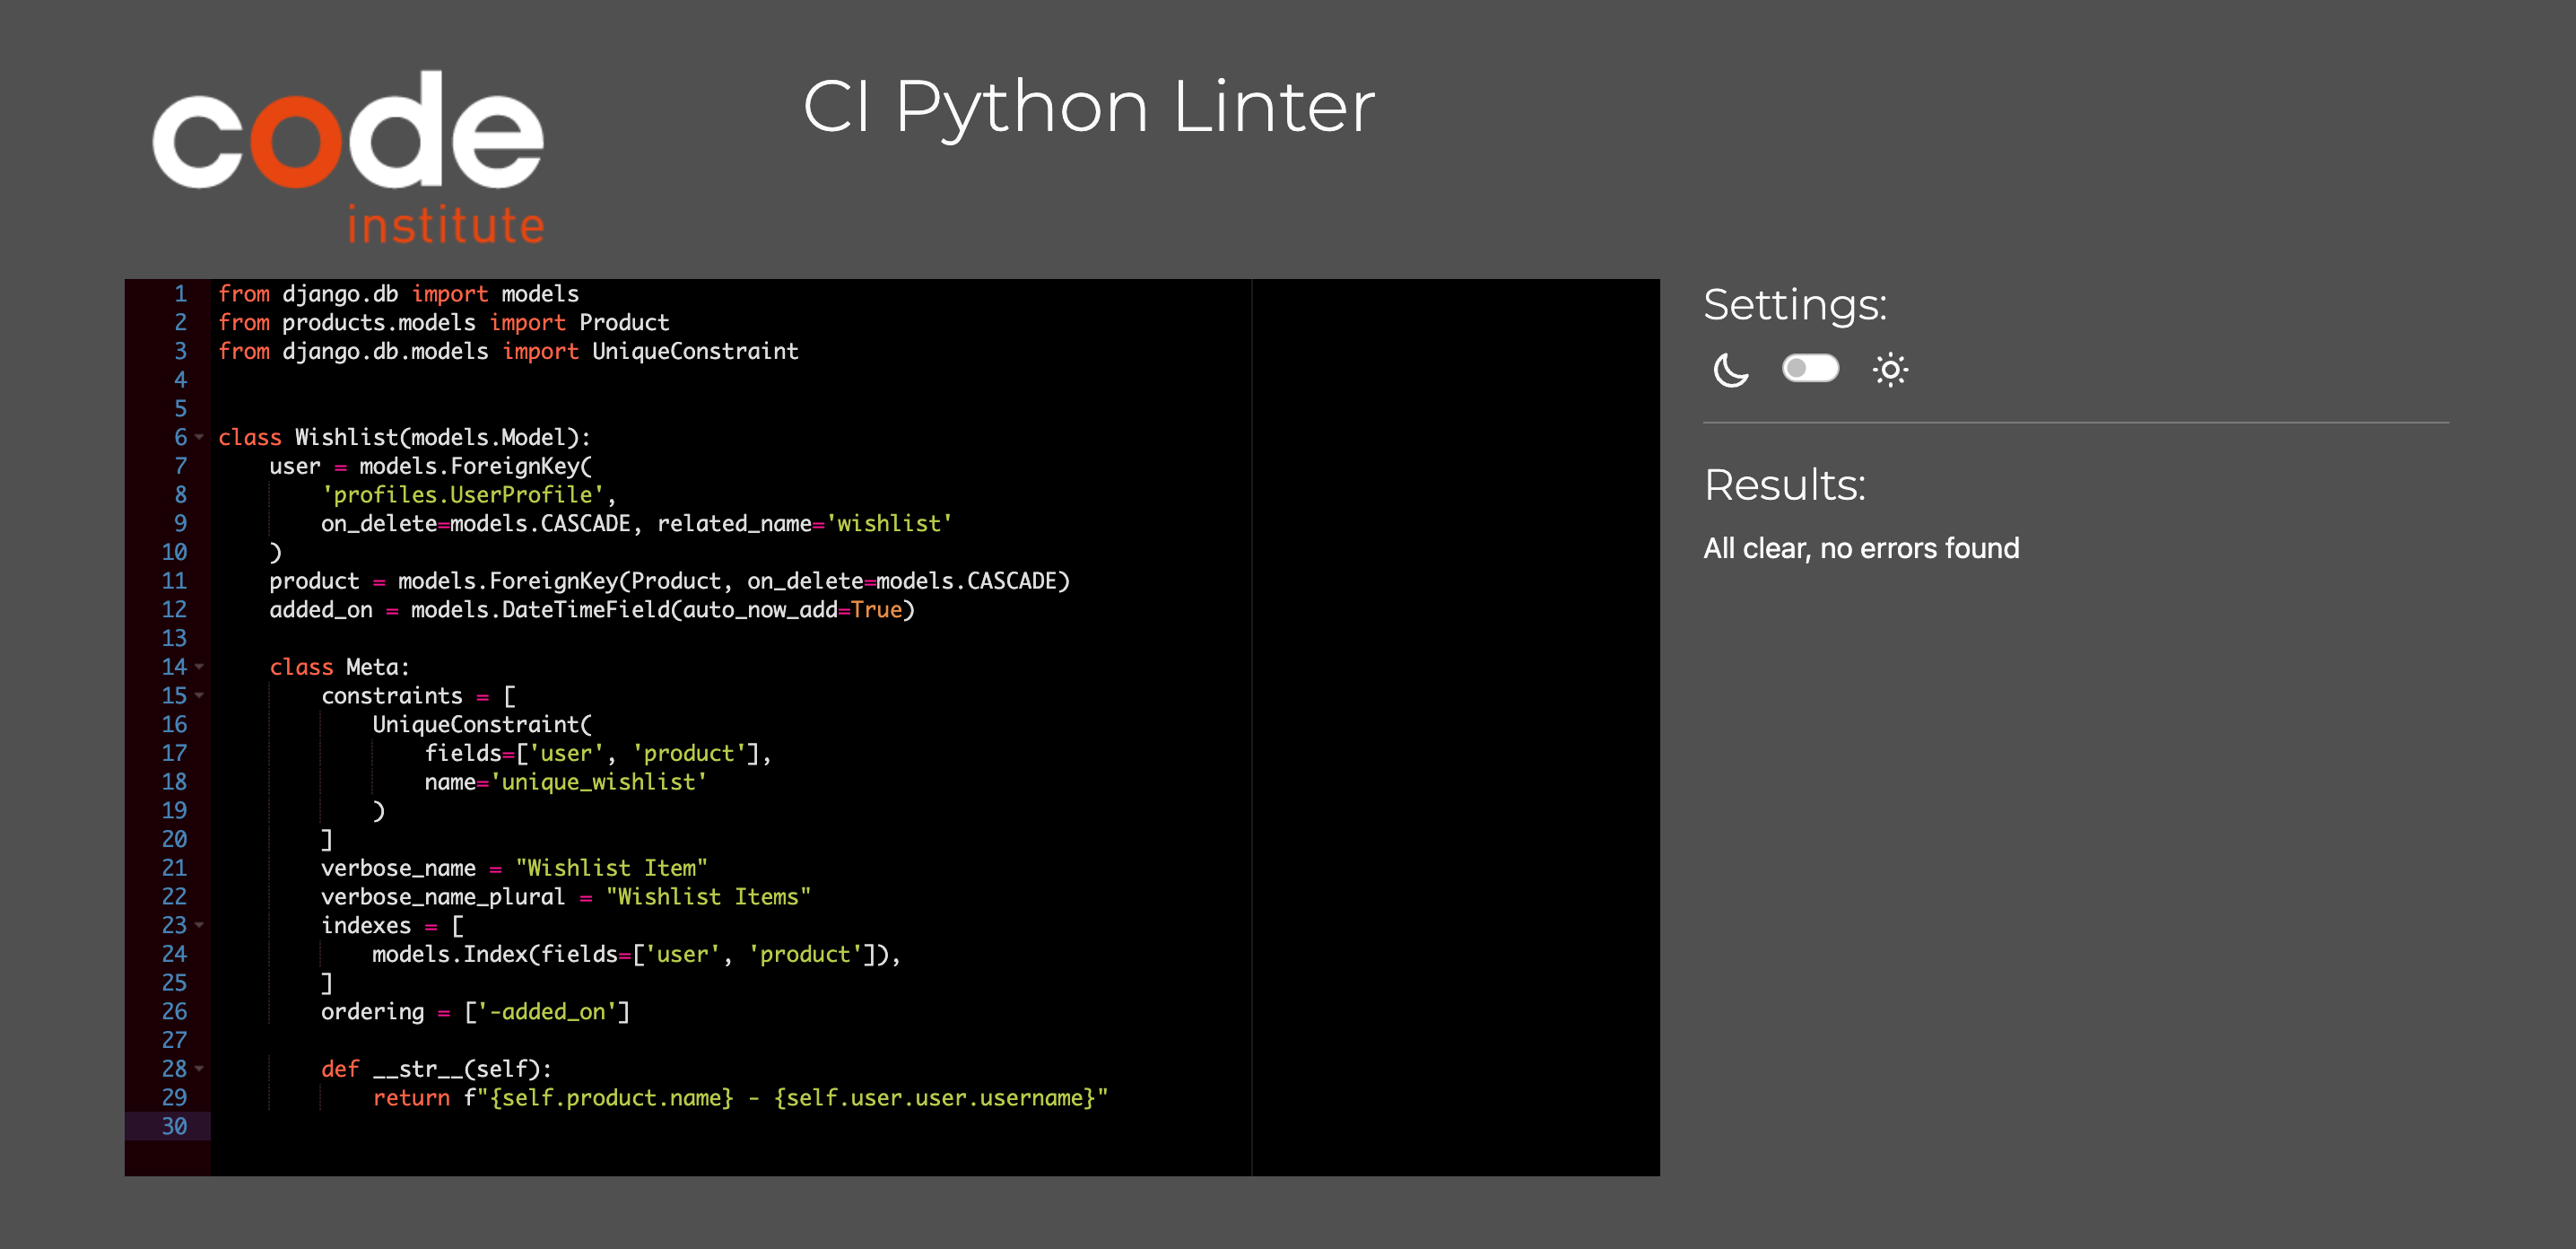 code
institute
CI Python Linter
1 from django.db import models
2 from products.models import Product
3 from django.db.models import UniqueConstraint
4
5
6 class Wishlist(models.Model):
7     user = models.ForeignKey(
8         'profiles.UserProfile',
9         on_delete=models.CASCADE, related_name='wishlist'
10     )
11     product = models.ForeignKey(Product, on_delete=models.CASCADE)
12     added_on = models.DateTimeField(auto_now_add=True)
13
14     class Meta:
15         constraints = [
16             UniqueConstraint(
17                 fields=['user', 'product'],
18                 name='unique_wishlist'
19             )
20         ]
21         verbose_name = "Wishlist Item"
22         verbose_name_plural = "Wishlist Items"
23         indexes = [
24             models.Index(fields=['user', 'product']),
25         ]
26         ordering = ['-added_on']
27
28         def __str__(self):
29             return f"{self.product.name} - {self.user.user.username}"
30
Settings:
Results:
All clear, no errors found